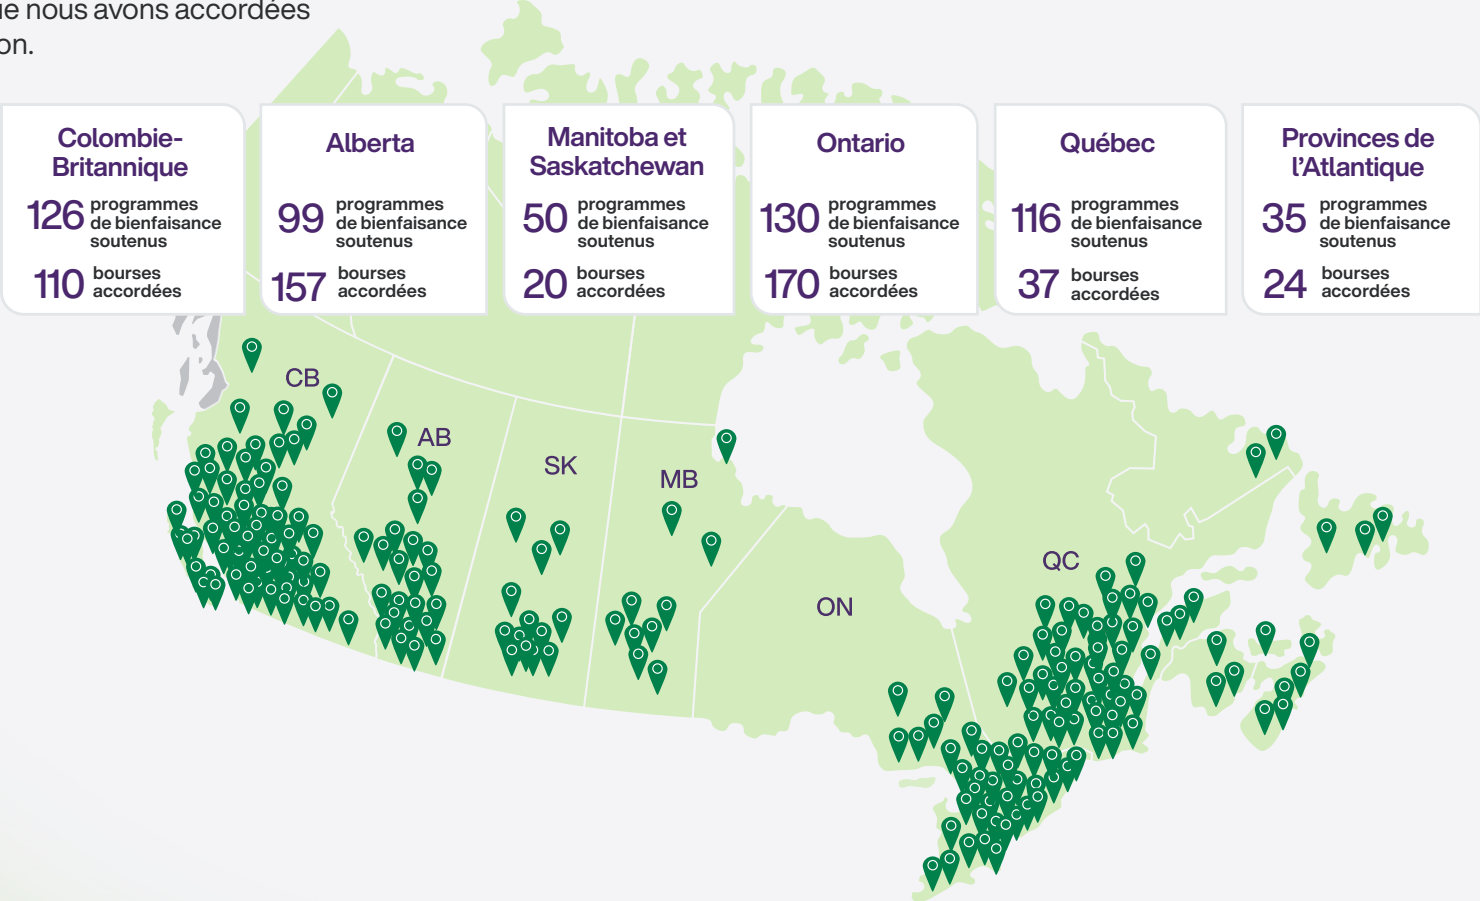 nous avons accordées
on.
Colombie-
Britannique
126 programmes
de bienfaisance
soutenus
110 bourses
accordées
Alberta
99 programmes
de bienfaisance
soutenus
157 bourses
accordées
Manitoba et
Saskatchewan
50 programmes
de bienfaisance
soutenus
20 bourses
accordées
Ontario
130 programmes
de bienfaisance
soutenus
170 bourses
accordées
Québec
116 programmes
de bienfaisance
soutenus
37 bourses
accordées
Provinces de
l'Atlantique
35 programmes
de bienfaisance
soutenus
24 bourses
accordées
CB
AB
SK
MB
ON
QC